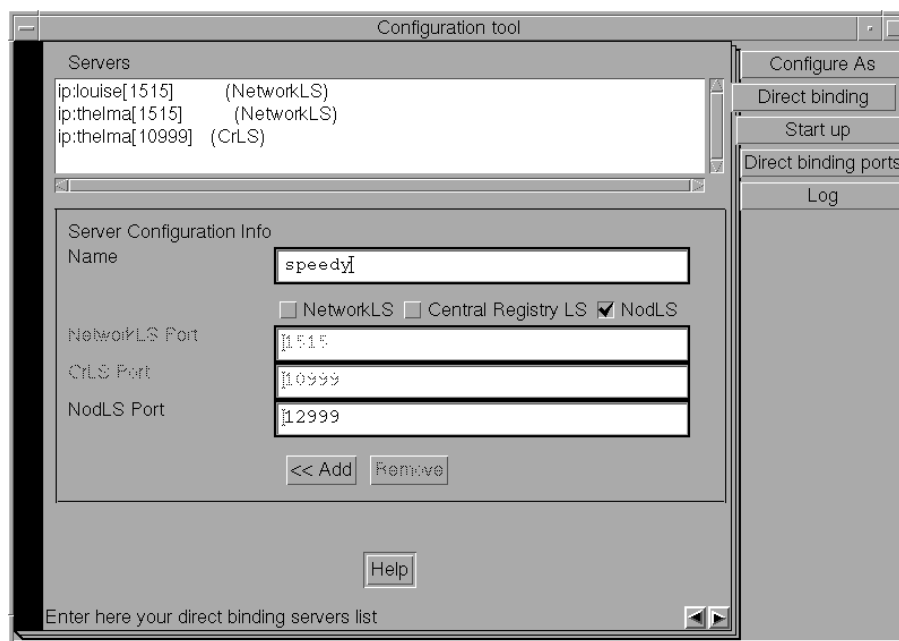 Configuration tool
Servers
ip:louise[1515] (NetworkLS)
ip:thelma[1515] (NetworkLS)
ip:thelma[10999] (CrLS)
Configure As
Direct binding
Start up
Direct binding ports
Log
Server Configuration Info
Name
speedy
NetworkLS Central Registry LS NodLS
NetworkLS Port
1515
CrLS Port
10999
NodLS Port
12999
<< Add Remove
Help
Enter here your direct binding servers list